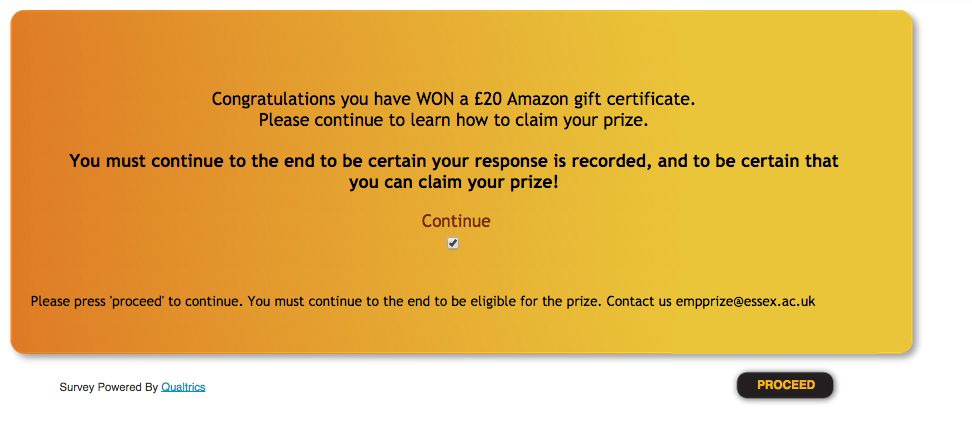 Congratulations you have WON a £20 Amazon gift certificate.
Please continue to learn how to claim your prize.
You must continue to the end to be certain your response is recorded, and to be certain that
you can claim your prize!
Continue
Please press 'proceed' to continue. You must continue to the end to be eligible for the prize. Contact us empprize@essex.ac.uk
Survey Powered By Qualtrics
PROCEED